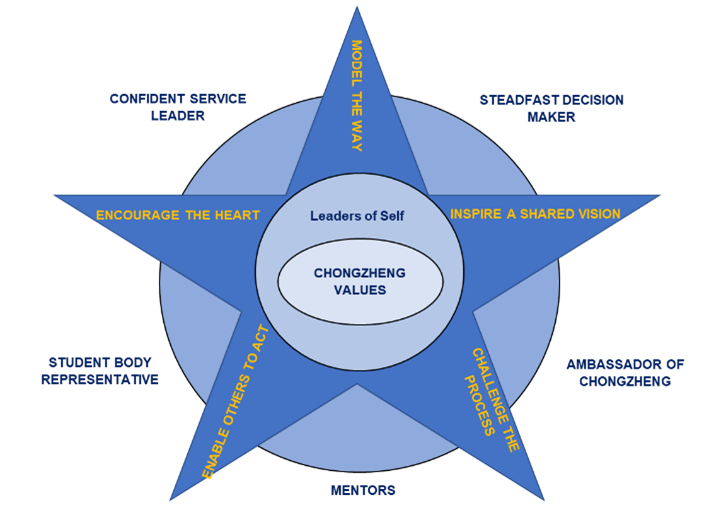 MODEL THE WAY
CONFIDENT SERVICE
LEADER
STEADFAST DECISION
MAKER
ENCOURAGE THE HEART
Leaders of Self
INSPIRE A SHARED VISION
CHONGZHENG
VALUES
STUDENT BODY
REPRESENTATIVE
ENABLE OTHERS TO ACT
CHALLENGE THE
PROCESS
AMBASSADOR OF
CHONGZHENG
MENTORS